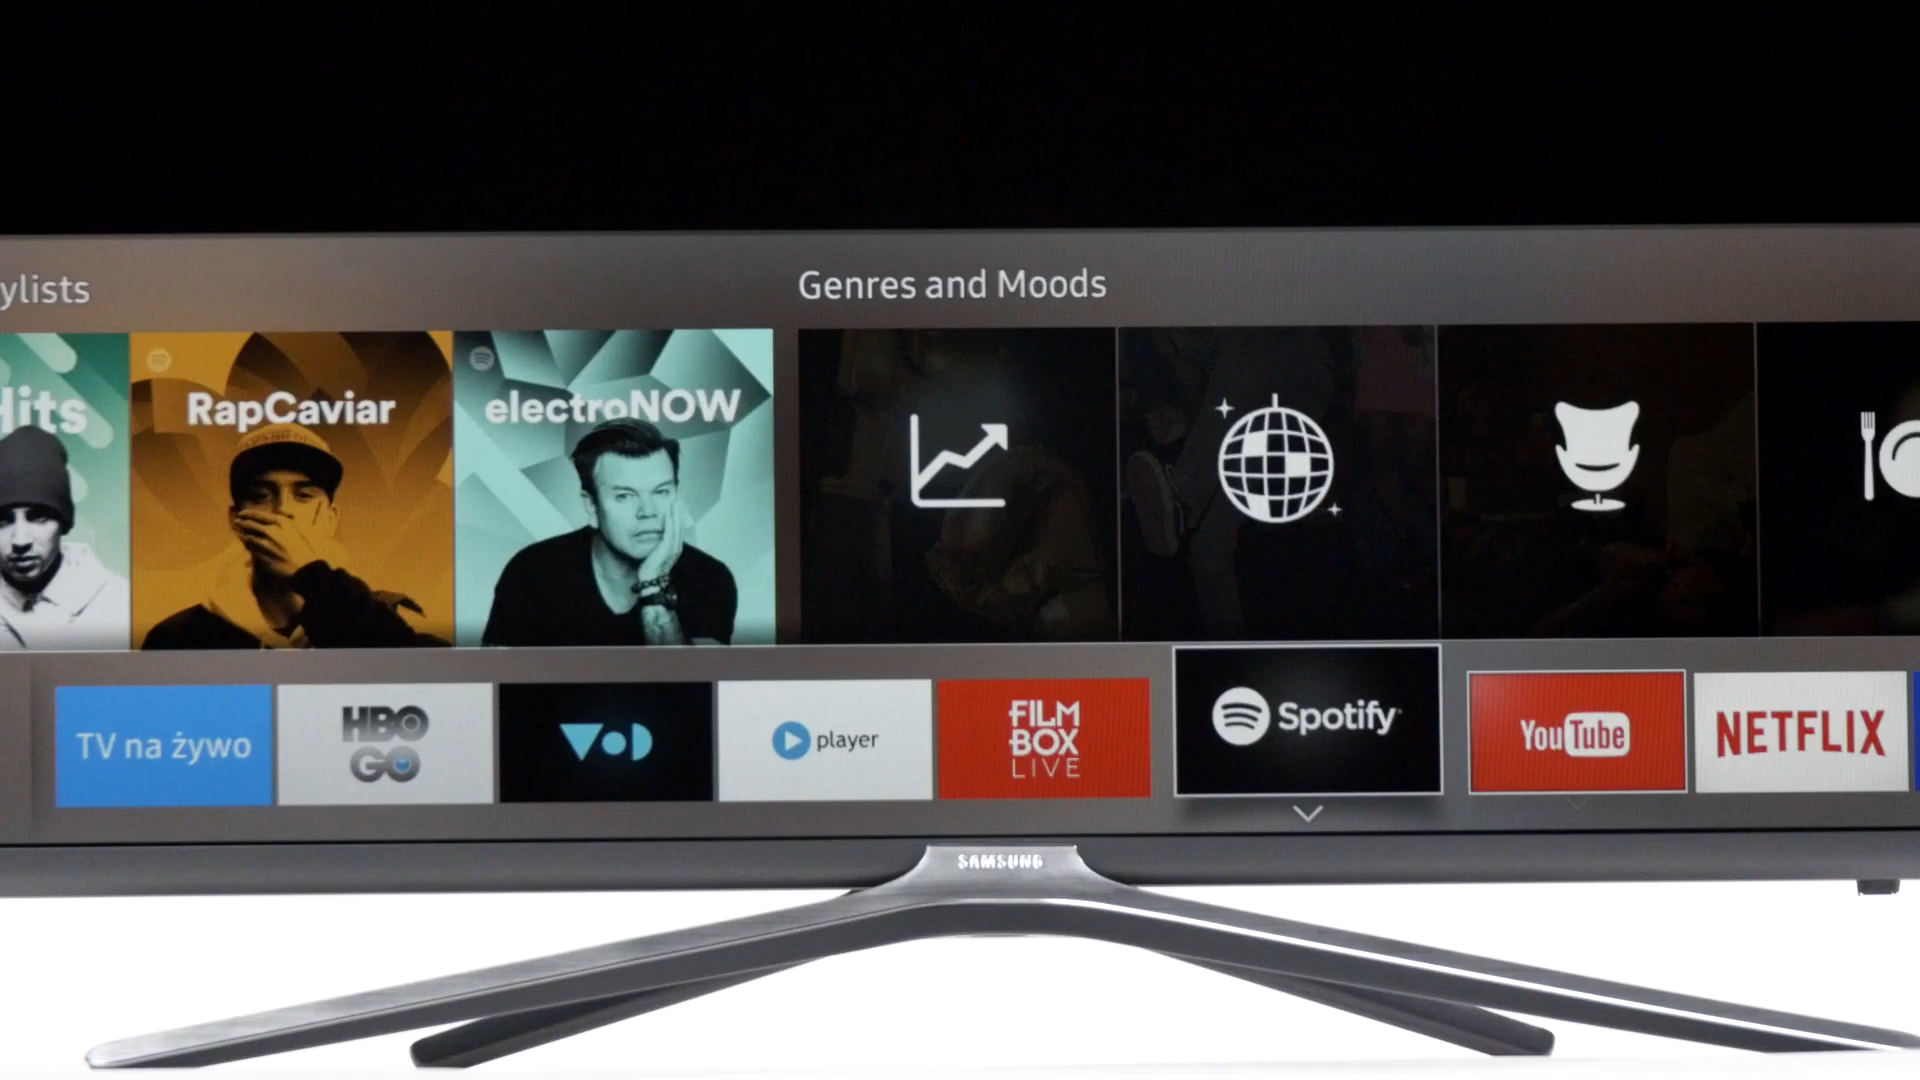 ylists
Genres and Moods
Hits
RapCaviar
electroNOW
TV na żywo
HBO
GO
VOD
player
FILM
BOX
LIVE
Spotify
YouTube
NETFLIX
SAMSUNG